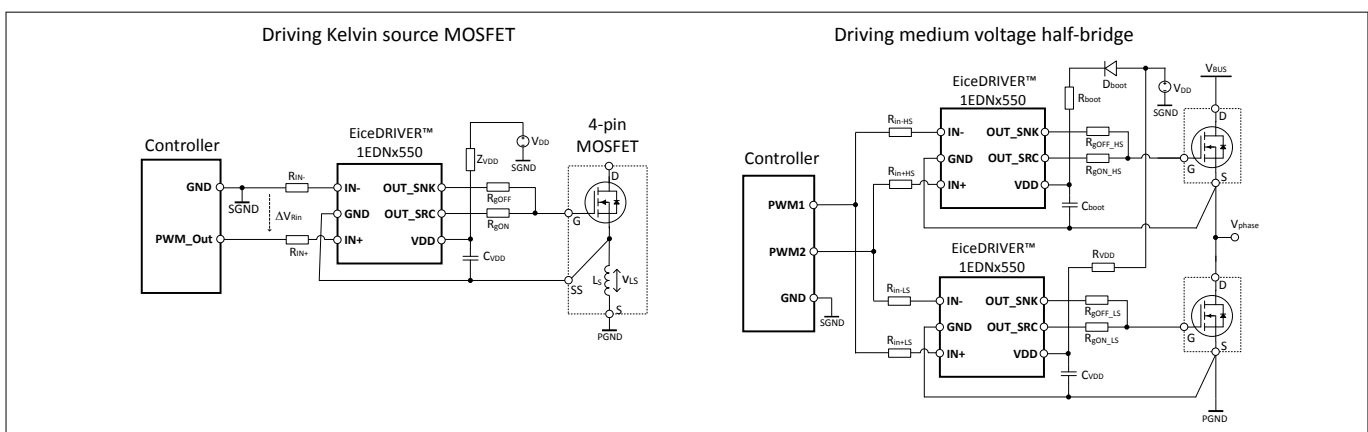 Driving Kelvin source MOSFET
Controller
GND
PWM_Out
SGND
ΔVRin
RIN-
RIN+
EiceDRIVER™
1EDNx550
IN-
GND
IN+
OUT_SNK
OUT_SRC
VDD
ZVDD
VDD
SGND
RgOFF
RgON
CVDD
4-pin
MOSFET
D
G
SS
LS
VLS
S
PGND
Driving medium voltage half-bridge
Controller
PWM1
PWM2
GND
SGND
Rin-HS
Rin+HS
EiceDRIVER™
1EDNx550
IN-
GND
IN+
OUT_SNK
OUT_SRC
VDD
Rboot
Dboot
VDD
SGND
RgOFF_HS
RgON_HS
Cboot
VBUS
D
G
S
Vphase
Rin-LS
Rin+LS
EiceDRIVER™
1EDNx550
IN-
GND
IN+
OUT_SNK
OUT_SRC
VDD
RVDD
RgOFF_LS
RgON_LS
CVDD
D
G
S
PGND